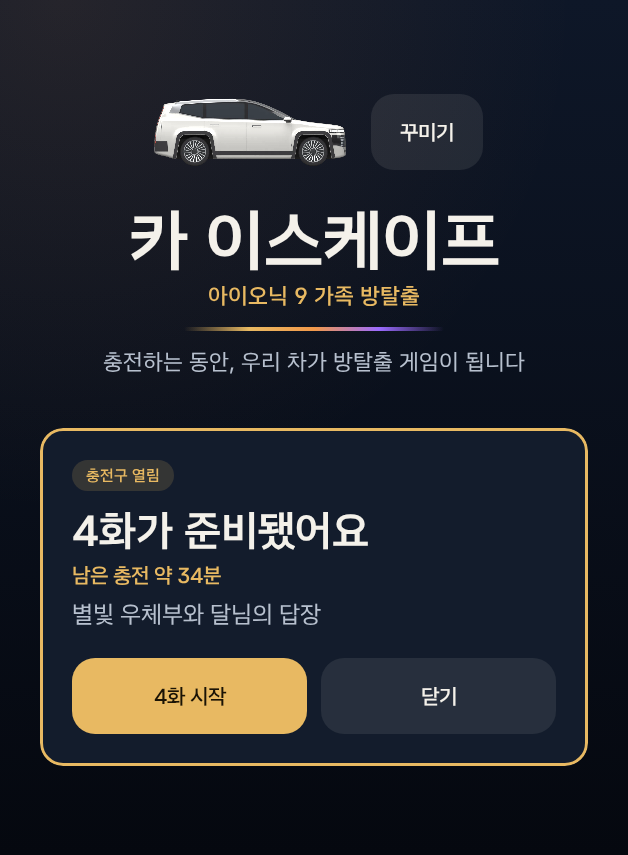 꾸미기
카 이스케이프
아이오닉 9 가족 방탈출
충전하는 동안, 우리 차가 방탈출 게임이 됩니다
충전구 열림
4화가 준비됐어요
남은 충전 약 34분
별빛 우체부와 달님의 답장
4화 시작
닫기